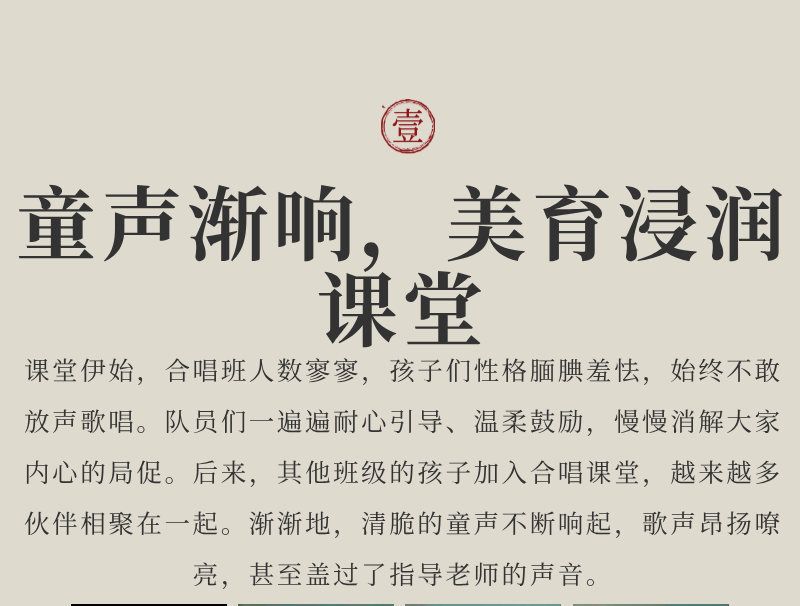 壹
童声渐响，美育浸润
课堂
课堂伊始，合唱班人数寥寥，孩子们性格腼腆羞怯，始终不敢
放声歌唱。队员们一遍遍耐心引导、温柔鼓励，慢慢消解大家
内心的局促。后来，其他班级的孩子加入合唱课堂，越来越多
伙伴相聚在一起。渐渐地，清脆的童声不断响起，歌声昂扬嘹
亮，甚至盖过了指导老师的声音。